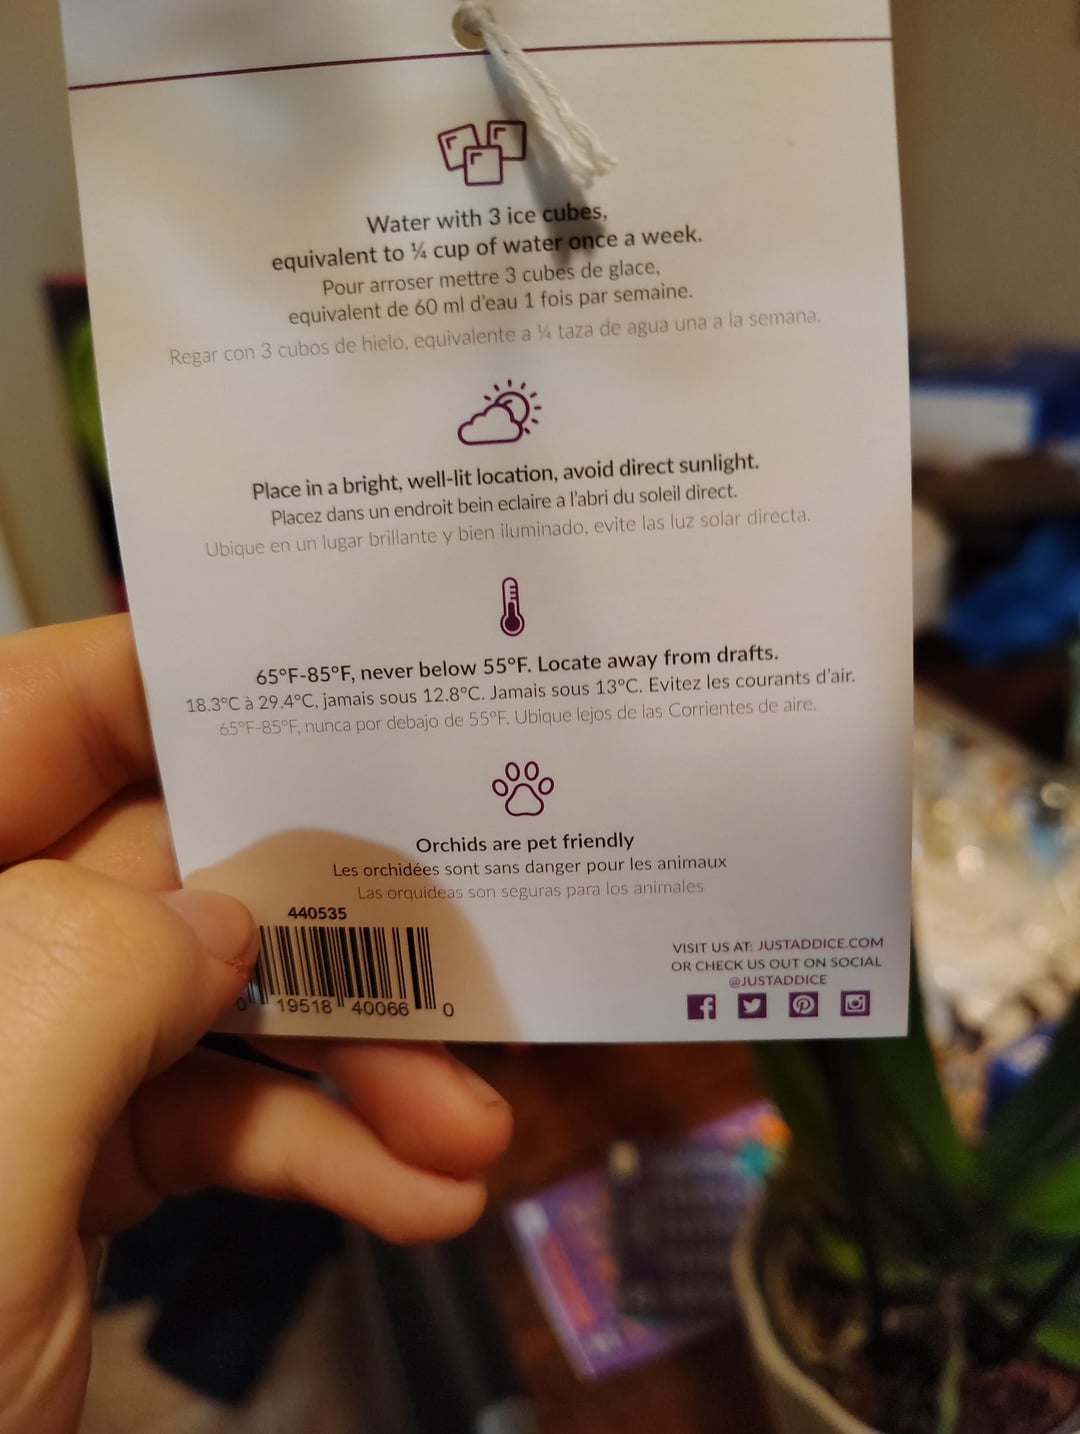 Water with 3 ice cubes,
equivalent to ¼ cup of water once a week.
Pour arroser mettre 3 cubes de glace,
equivalent de 60 ml d'eau 1 fois par semaine.
Regar con 3 cubos de hielo, equivalente a ¼ taza de agua una a la semana.
Place in a bright, well-lit location, avoid direct sunlight.
Placez dans un endroit bein eclaire a l'abri du soleil direct.
Ubique en un lugar brillante y bien iluminado, evite las luz solar directa.
65°F-85°F, never below 55°F. Locate away from drafts.
18.3°C à 29.4°C, jamais sous 12.8°C. Jamais sous 13°C. Evitez les courants d'air.
65°F-85°F, nunca por debajo de 55°F. Ubique lejos de las Corrientes de aire.
Orchids are pet friendly
Les orchidées sont sans danger pour les animaux
Las orquideas son seguras para los animales
440535
0 19518 40066 0
VISIT US AT: JUSTADDICE.COM
OR CHECK US OUT ON SOCIAL
@JUSTADDICE